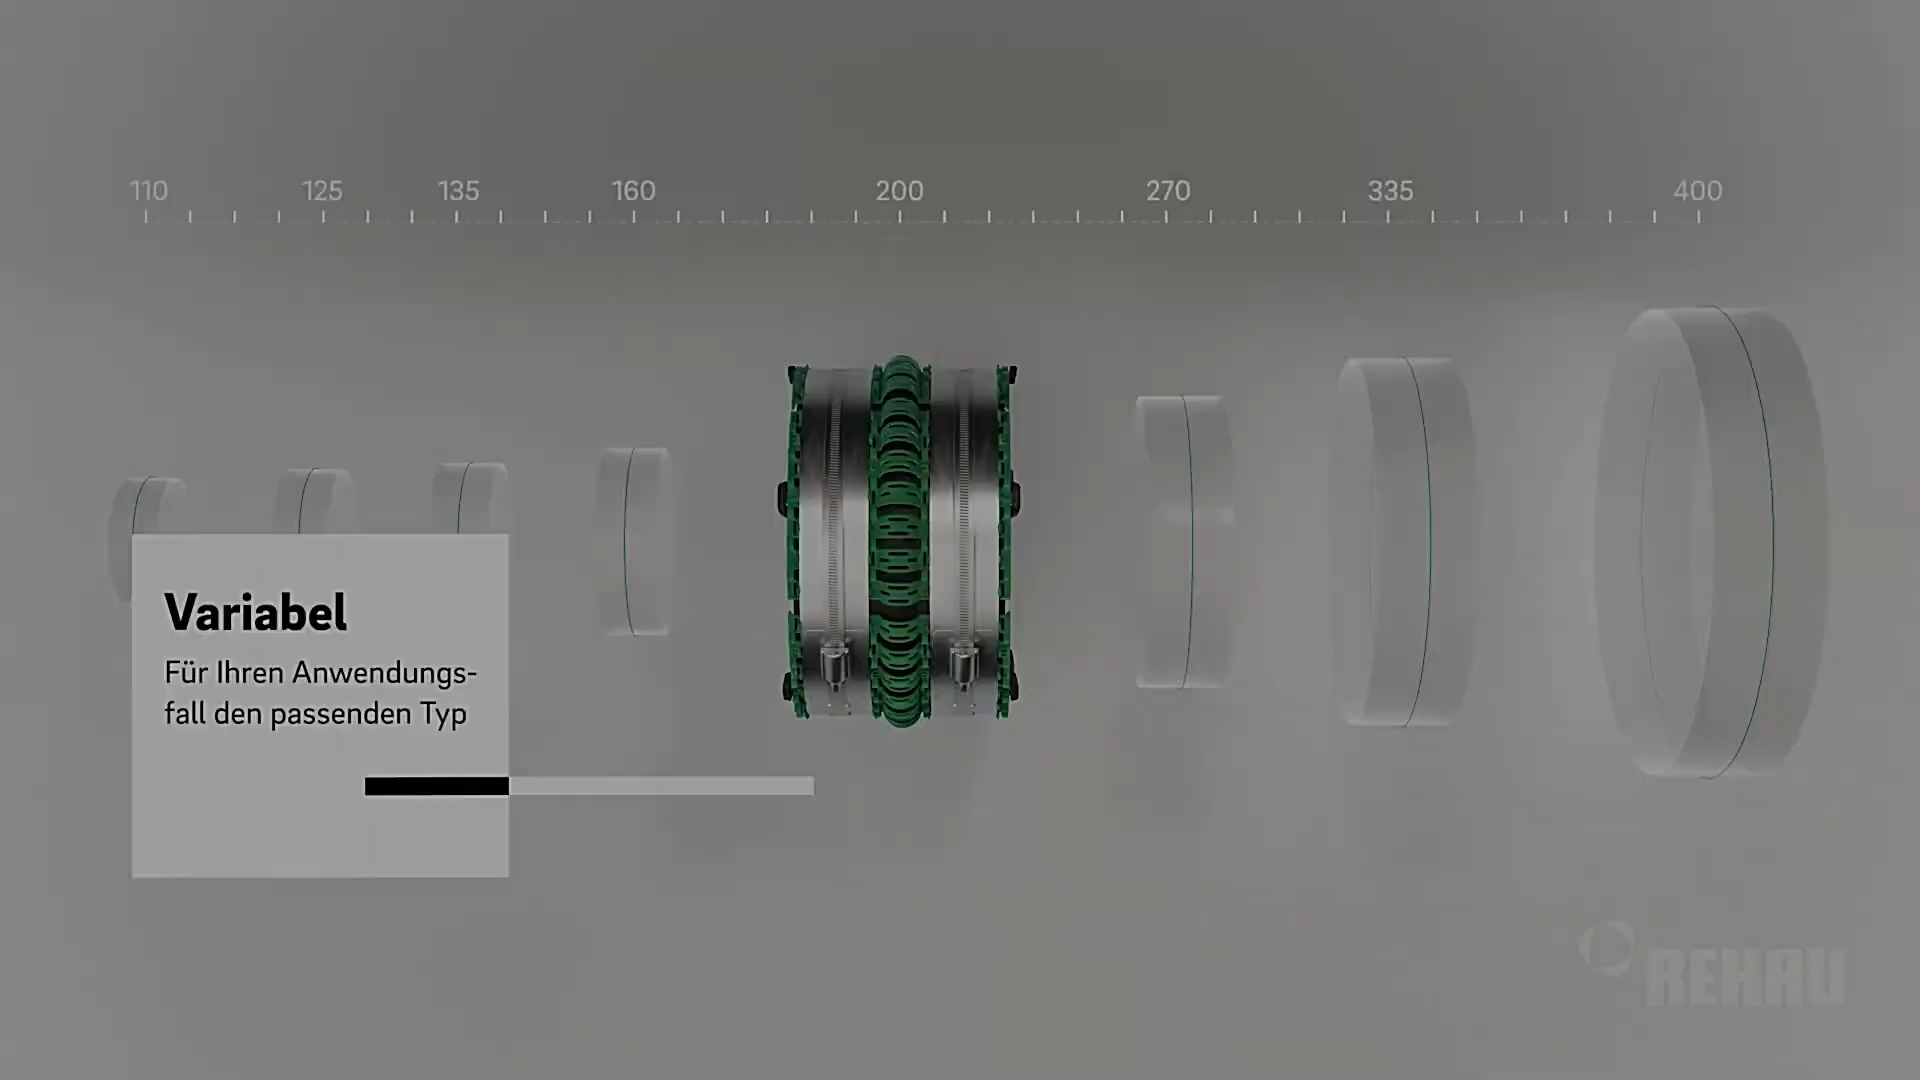 110 125 135 160 200 270 335 400
Variabel
Für Ihren Anwendungs-
fall den passenden Typ
REHAU